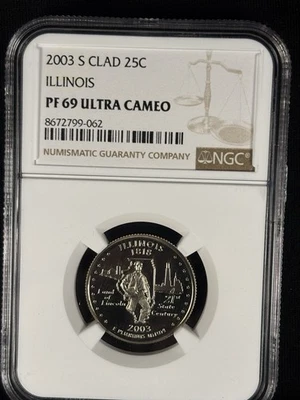 2003 S CLAD 25C
ILLINOIS
PF 69 ULTRA CAMEO
8672799-062
NUMISMATIC GUARANTY COMPANY
NGC
ILLINOIS
1818
Land of Lincoln
21st State Century
2003
E PLURIBUS UNUM